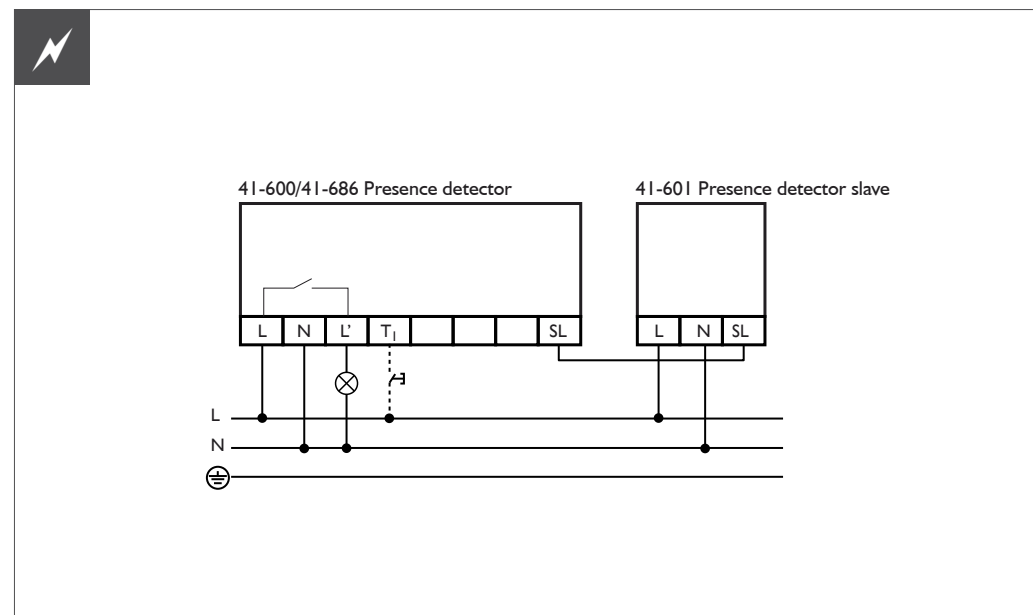 41-600/41-686 Presence detector
41-601 Presence detector slave
L N L' T1 SL
L N SL
L
N